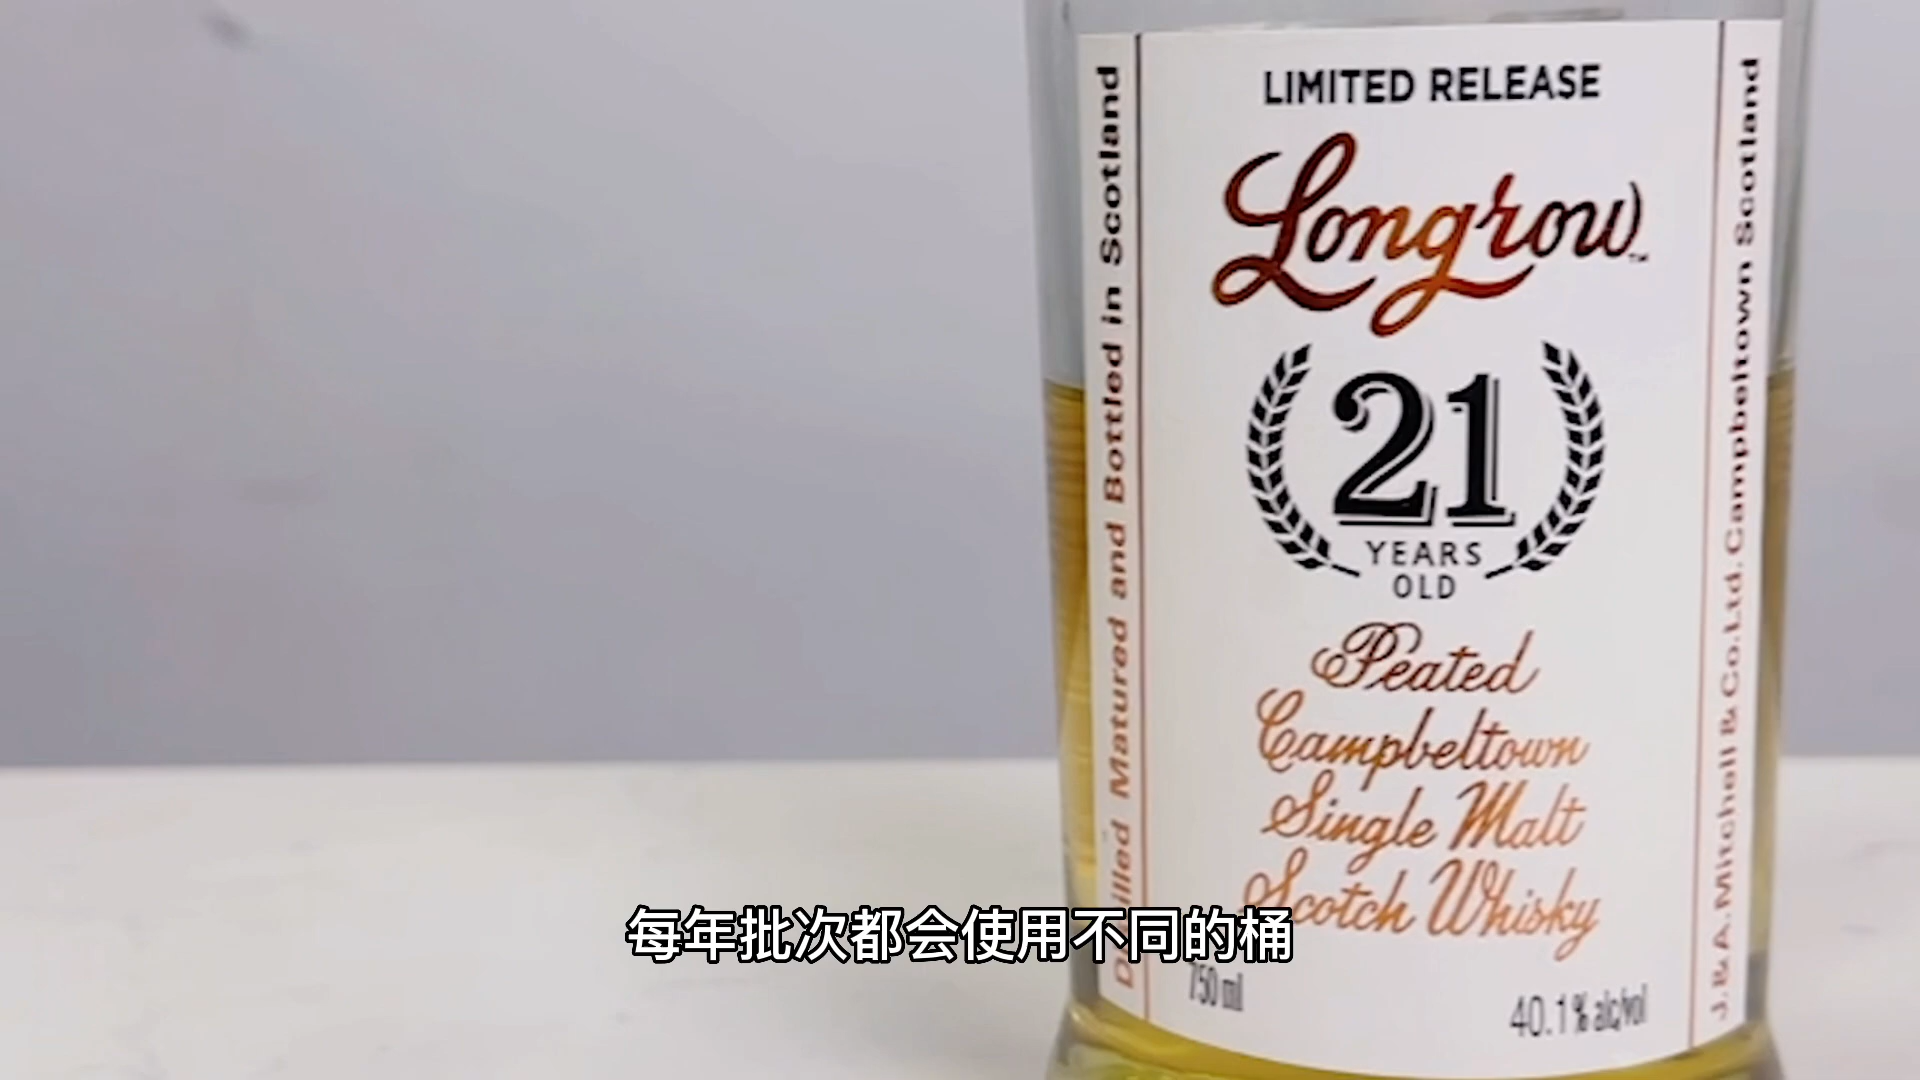 LIMITED RELEASE
Longrow
21
YEARS
OLD
Peated
Campbeltown
Single Malt
Scotch Whisky
750 ml
40.1% alc/vol
Distilled Matured and Bottled in Scotland
J.&A.Mitchell & Co.Ltd.Campbeltown Scotland
每年批次都会使用不同的桶